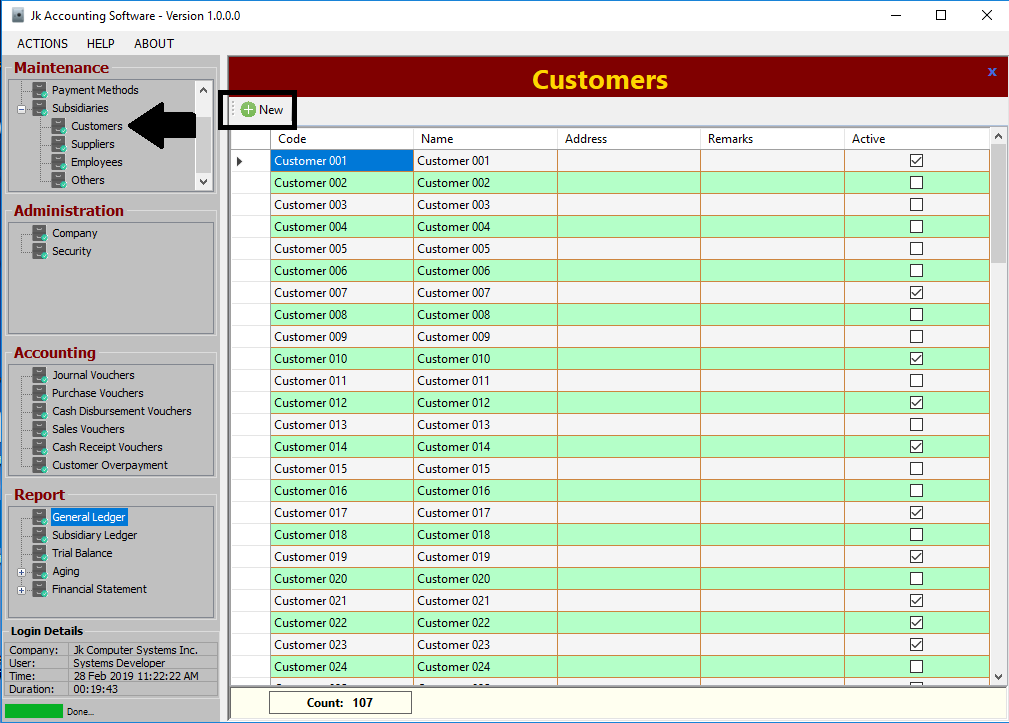 Jk Accounting Software - Version 1.0.0.0
ACTIONS HELP ABOUT
Maintenance
Payment Methods
Subsidiaries
Customers
Suppliers
Employees
Others
Administration
Company
Security
Accounting
Journal Vouchers
Purchase Vouchers
Cash Disbursement Vouchers
Sales Vouchers
Cash Receipt Vouchers
Customer Overpayment
Report
General Ledger
Subsidiary Ledger
Trial Balance
Aging
Financial Statement
Login Details
Company: Jk Computer Systems Inc.
User: Systems Developer
Time: 28 Feb 2019 11:22:22 AM
Duration: 00:19:43
Done...
Customers x
New
Code Name Address Remarks Active
Customer 001 Customer 001
Customer 002 Customer 002
Customer 003 Customer 003
Customer 004 Customer 004
Customer 005 Customer 005
Customer 006 Customer 006
Customer 007 Customer 007
Customer 008 Customer 008
Customer 009 Customer 009
Customer 010 Customer 010
Customer 011 Customer 011
Customer 012 Customer 012
Customer 013 Customer 013
Customer 014 Customer 014
Customer 015 Customer 015
Customer 016 Customer 016
Customer 017 Customer 017
Customer 018 Customer 018
Customer 019 Customer 019
Customer 020 Customer 020
Customer 021 Customer 021
Customer 022 Customer 022
Customer 023 Customer 023
Customer 024 Customer 024
Count: 107